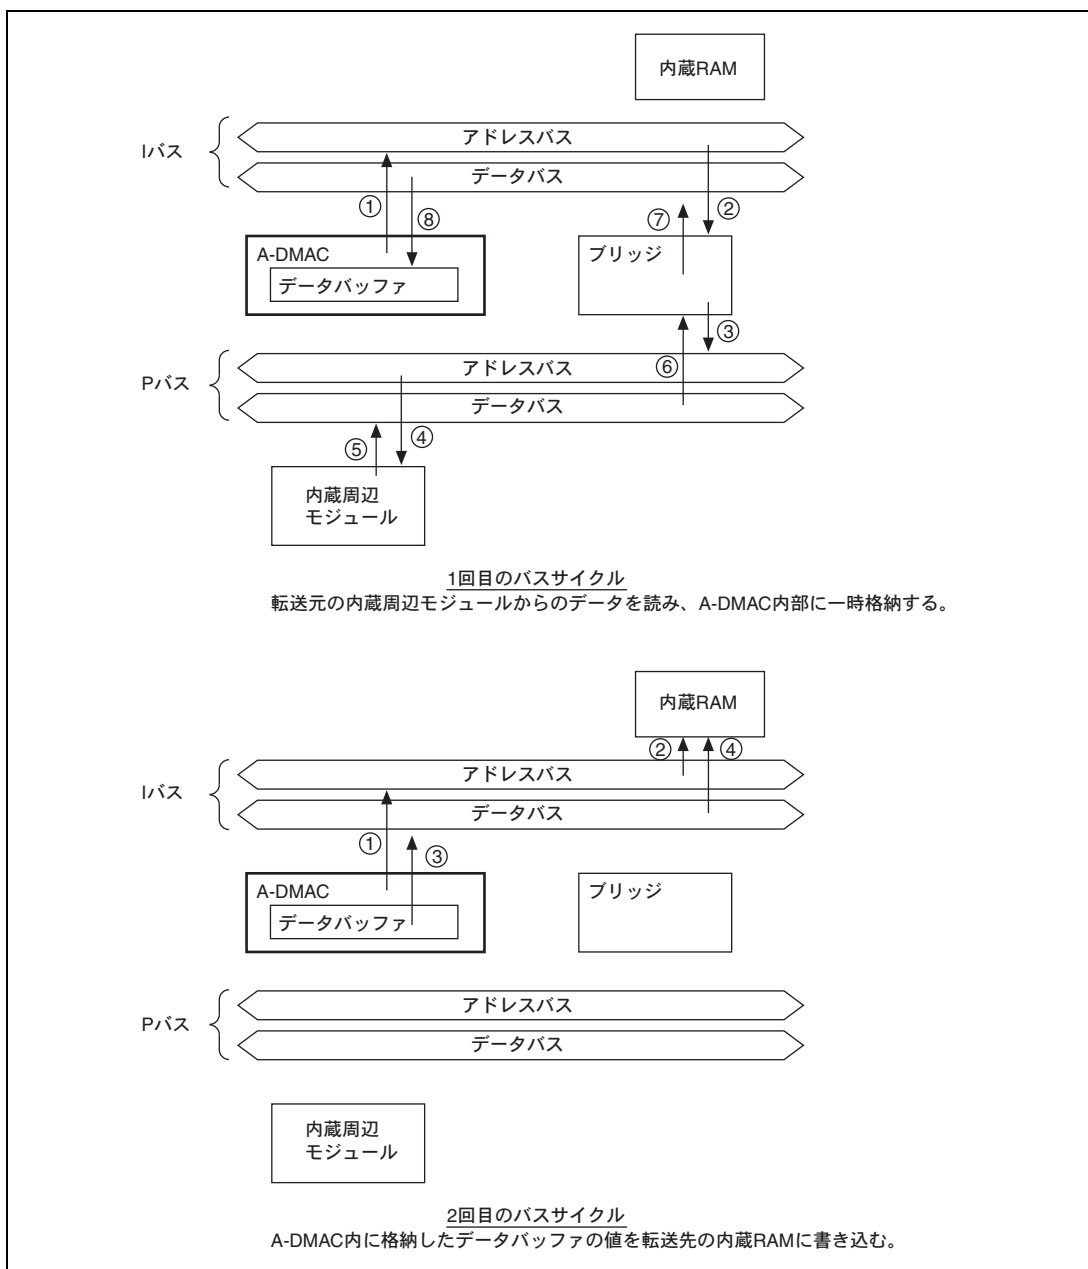 内蔵RAM
Iバス
アドレスバス
データバス
①
⑧
⑦
②
A-DMAC
データバッファ
ブリッジ
③
Pバス
アドレスバス
⑥
データバス
⑤
④
内蔵周辺
モジュール
1回目のバスサイクル
転送元の内蔵周辺モジュールからのデータを読み、A-DMAC内部に一時格納する。
内蔵RAM
②
④
Iバス
アドレスバス
データバス
①
③
A-DMAC
データバッファ
ブリッジ
Pバス
アドレスバス
データバス
内蔵周辺
モジュール
2回目のバスサイクル
A-DMAC内に格納したデータバッファの値を転送先の内蔵RAMに書き込む。